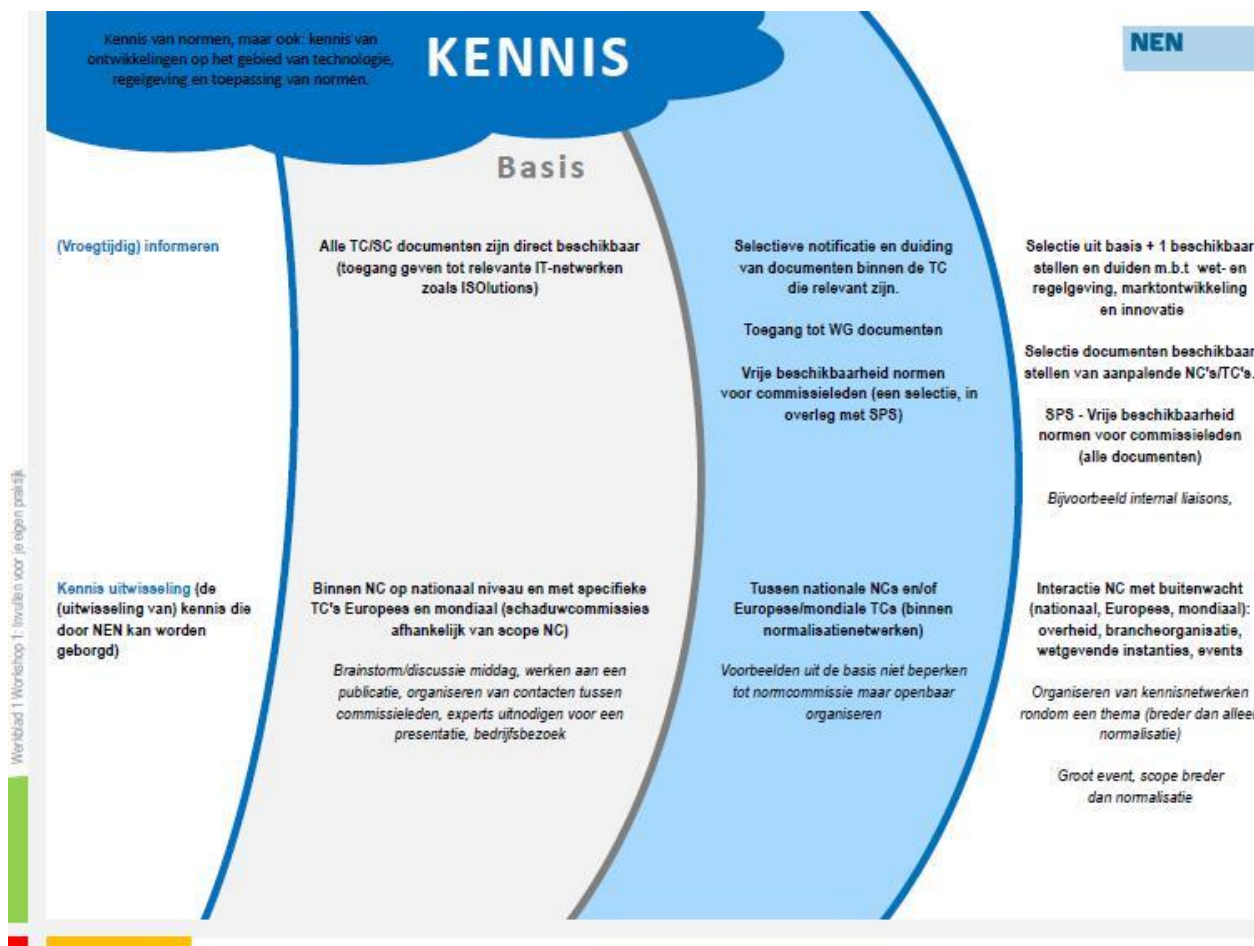 Kennis van normen, maar ook: kennis van
ontwikkelingen op het gebied van technologie,
regelgeving en toepassing van normen.
KENNIS
NEN
Basis
(Vroegtijdig) informeren
Alle TC/SC documenten zijn direct beschikbaar
(toegang geven tot relevante IT-netwerken
zoals ISOlutions)
Selectieve notificatie en duiding
van documenten binnen de TC
die relevant zijn.
Toegang tot WG documenten
Vrije beschikbaarheid normen
voor commissieleden (een selectie, in
overleg met SPS)
Selectie uit basis + 1 beschikbaar
stellen en duiden m.b.t wet- en
regelgeving, marktontwikkeling
en innovatie
Selectie documenten beschikbaar
stellen van aanpalende NC's/TC's.
SPS - Vrije beschikbaarheid
normen voor commissieleden
(alle documenten)
Bijvoorbeeld internal liaisons,
Kennis uitwisseling (de
(uitwisseling van) kennis die
door NEN kan worden
geborgd)
Binnen NC op nationaal niveau en met specifieke
TC's Europees en mondiaal (schaduwcommissies
afhankelijk van scope NC)
Brainstorm/discussie middag, werken aan een
publicatie, organiseren van contacten tussen
commissieleden, experts uitnodigen voor een
presentatie, bedrijfsbezoek
Tussen nationale NCs en/of
Europese/mondiale TCs (binnen
normalisatienetwerken)
Voorbeelden uit de basis niet beperken
tot normcommissie maar openbaar
organiseren
Interactie NC met buitenwacht
(nationaal, Europees, mondiaal):
overheid, brancheorganisatie,
wetgevende instanties, events
Organiseren van kennisnetwerken
rondom een thema (breder dan alleen
normalisatie)
Groot event, scope breder
dan normalisatie
Werkblad 1 Workshop 1: Invullen voor je eigen praktijk